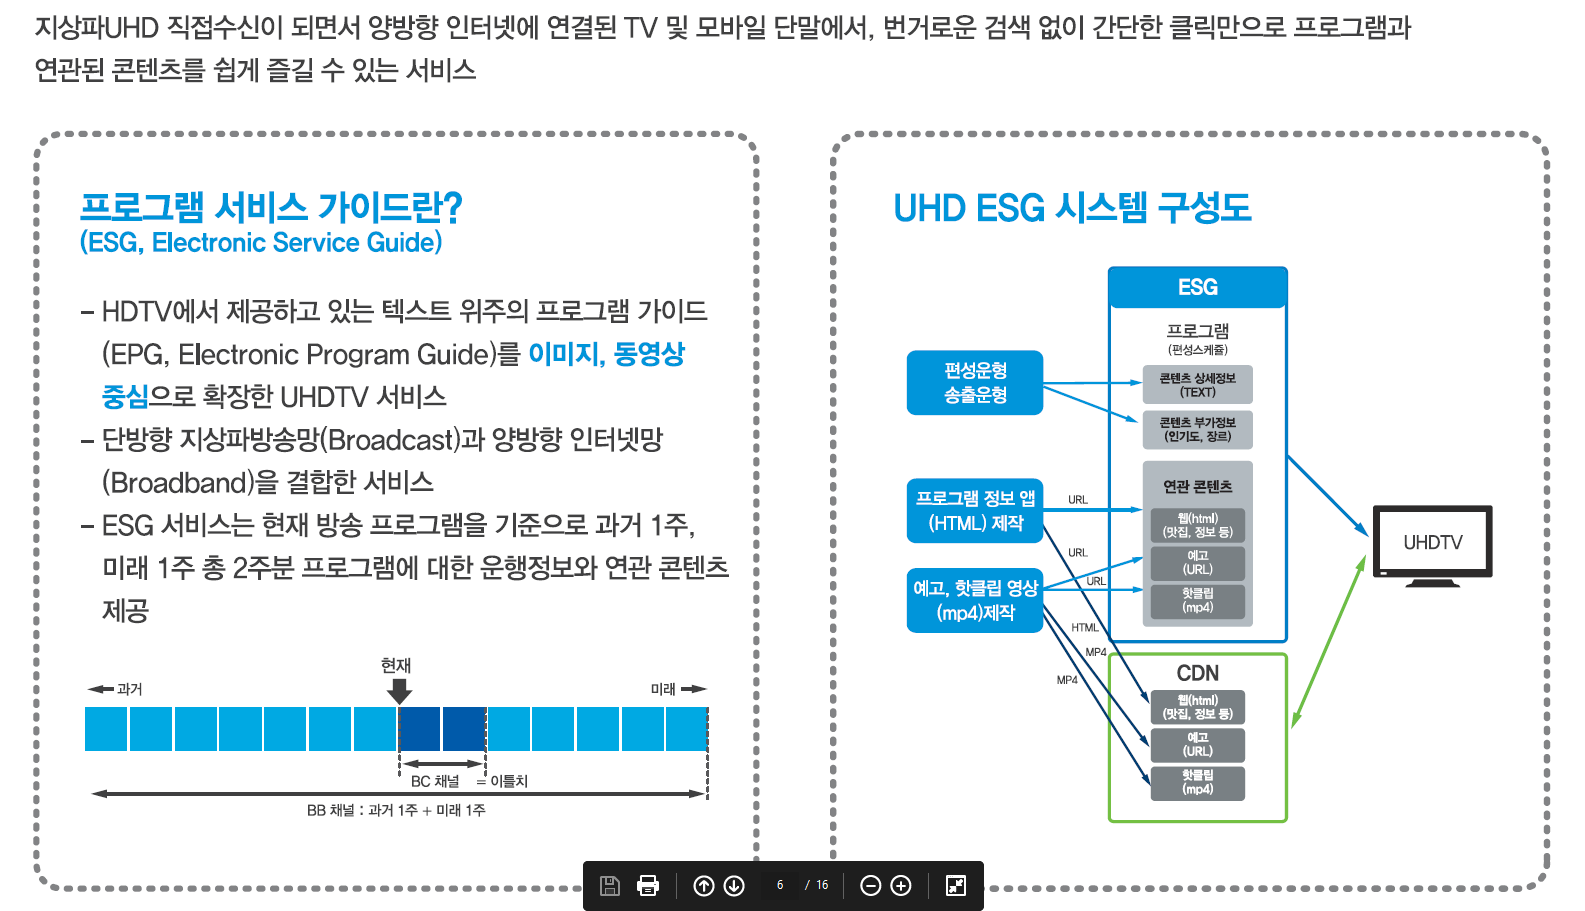 지상파UHD 직접수신이 되면서 양방향 인터넷에 연결된 TV 및 모바일 단말에서, 번거로운 검색 없이 간단한 클릭만으로 프로그램과
연관된 콘텐츠를 쉽게 즐길 수 있는 서비스
프로그램 서비스 가이드란?
(ESG, Electronic Service Guide)
– HDTV에서 제공하고 있는 텍스트 위주의 프로그램 가이드
(EPG, Electronic Program Guide)를 이미지, 동영상
중심으로 확장한 UHDTV 서비스
– 단방향 지상파방송망(Broadcast)과 양방향 인터넷망
(Broadband)을 결합한 서비스
– ESG 서비스는 현재 방송 프로그램을 기준으로 과거 1주,
미래 1주 총 2주분 프로그램에 대한 운행정보와 연관 콘텐츠
제공
현재
과거
미래
BC 채널 = 이틀치
BB 채널 : 과거 1주 + 미래 1주
UHD ESG 시스템 구성도
ESG
프로그램
(편성스케쥴)
콘텐츠 상세정보
(TEXT)
콘텐츠 부가정보
(인기도, 장르)
연관 콘텐츠
웹(html)
(맛집, 정보 등)
예고
(URL)
핫클립
(mp4)
편성운형
송출운형
프로그램 정보 앱
(HTML) 제작
예고, 핫클립 영상
(mp4)제작
URL
URL
URL
HTML
MP4
MP4
CDN
웹(html)
(맛집, 정보 등)
예고
(URL)
핫클립
(mp4)
UHDTV
6 / 16